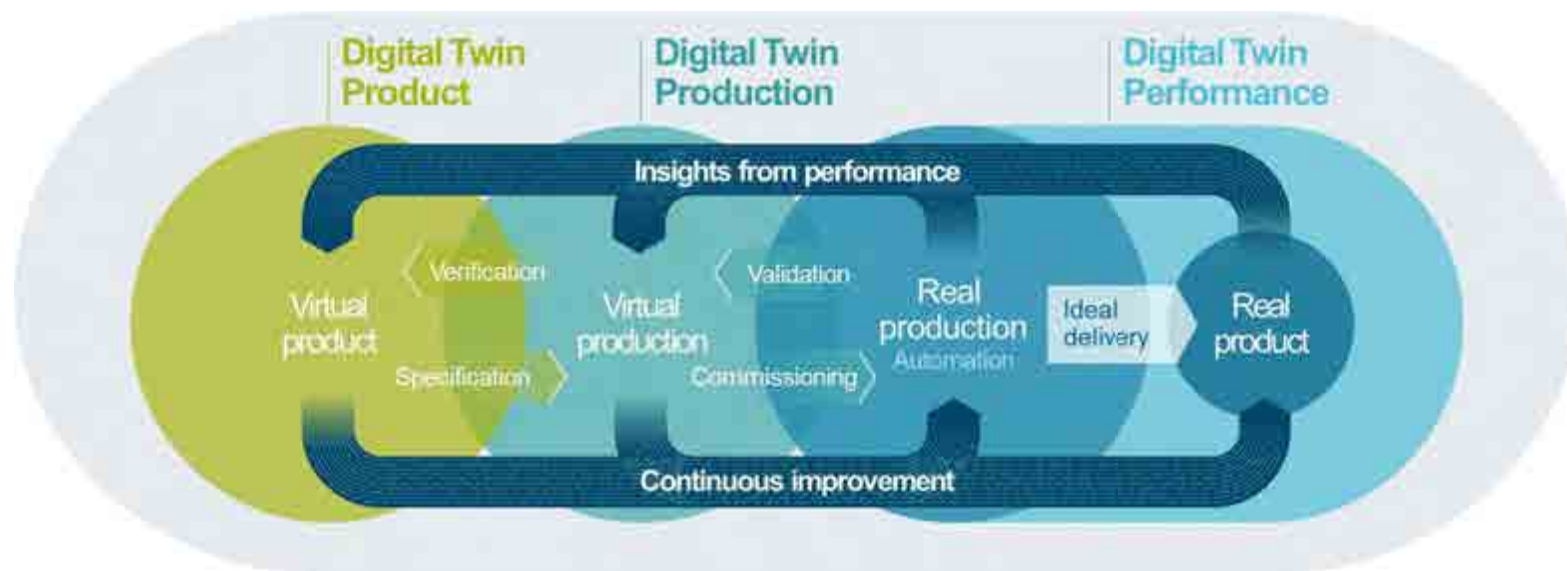 Digital Twin
Product
Digital Twin
Production
Digital Twin
Performance
Insights from performance
Verification
Validation
Virtual
product
Virtual
production
Real
production
Automation
Ideal
delivery
Real
product
Specification
Commissioning
Continuous improvement